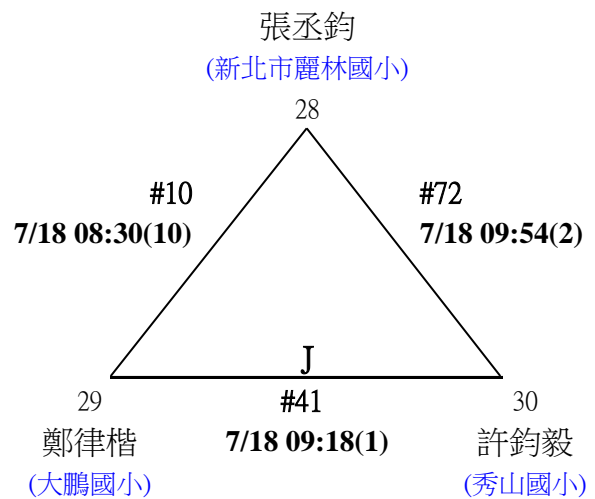 張丞鈞
(新北市麗林國小)
28
#10
7/18 08:30(10)
#72
7/18 09:54(2)
J
29
#41
30
鄭律楷
7/18 09:18(1)
許鈞毅
(大鵬國小)
(秀山國小)